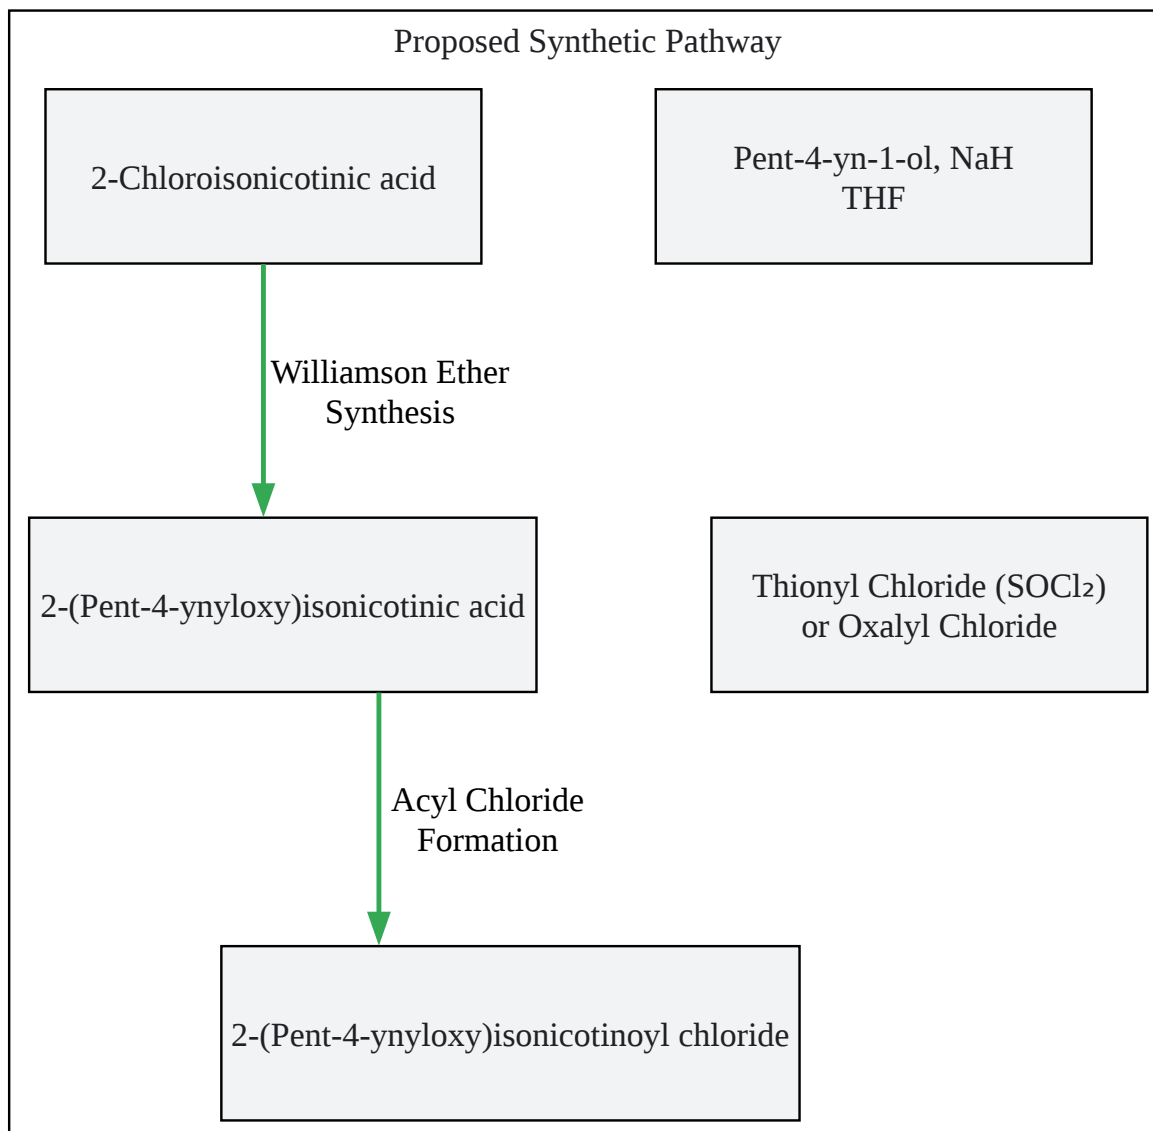 Proposed Synthetic Pathway
2-Chloroisonicotinic acid
Pent-4-yn-1-ol, NaH
THF
Williamson Ether
Synthesis
2-(Pent-4-ynyloxy)isonicotinic acid
Thionyl Chloride (SOCl₂)
or Oxalyl Chloride
Acyl Chloride
Formation
2-(Pent-4-ynyloxy)isonicotinoyl chloride